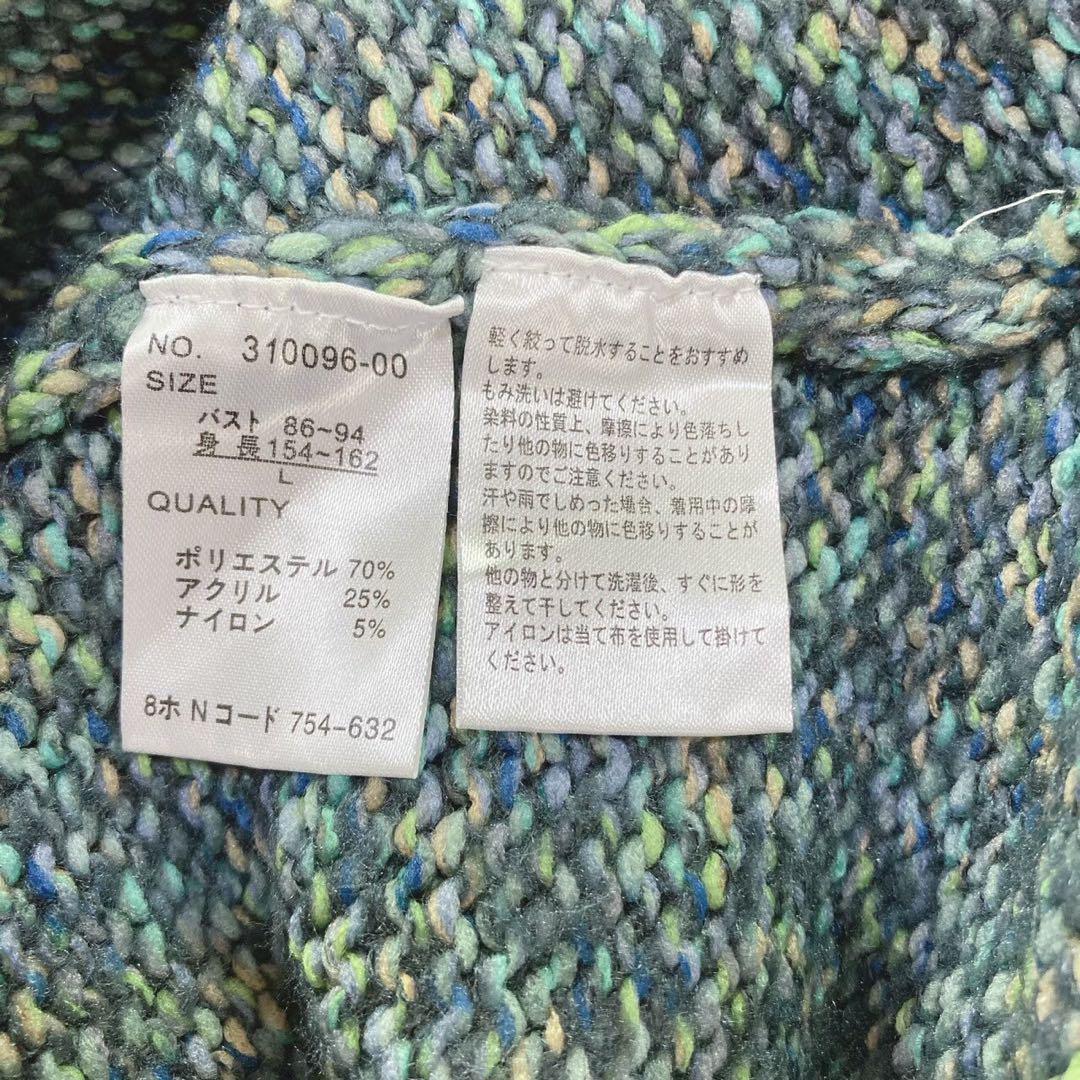 NO. 310096-00
SIZE
バスト 86~94
身長 154~162
L
QUALITY
ポリエステル 70%
アクリル 25%
ナイロン 5%
8ホ Nコード 754-632
軽く絞って脱水することをおすすめ
します。
もみ洗いは避けてください。
染料の性質上、摩擦により色落ちし
たり他の物に色移りすることがあり
ますのでご注意ください。
汗や雨でしめった場合、着用中の摩
擦により他の物に色移りすることが
あります。
他の物と分けて洗濯後、すぐに形を
整えて干してください。
アイロンは当て布を使用して掛けて
ください。